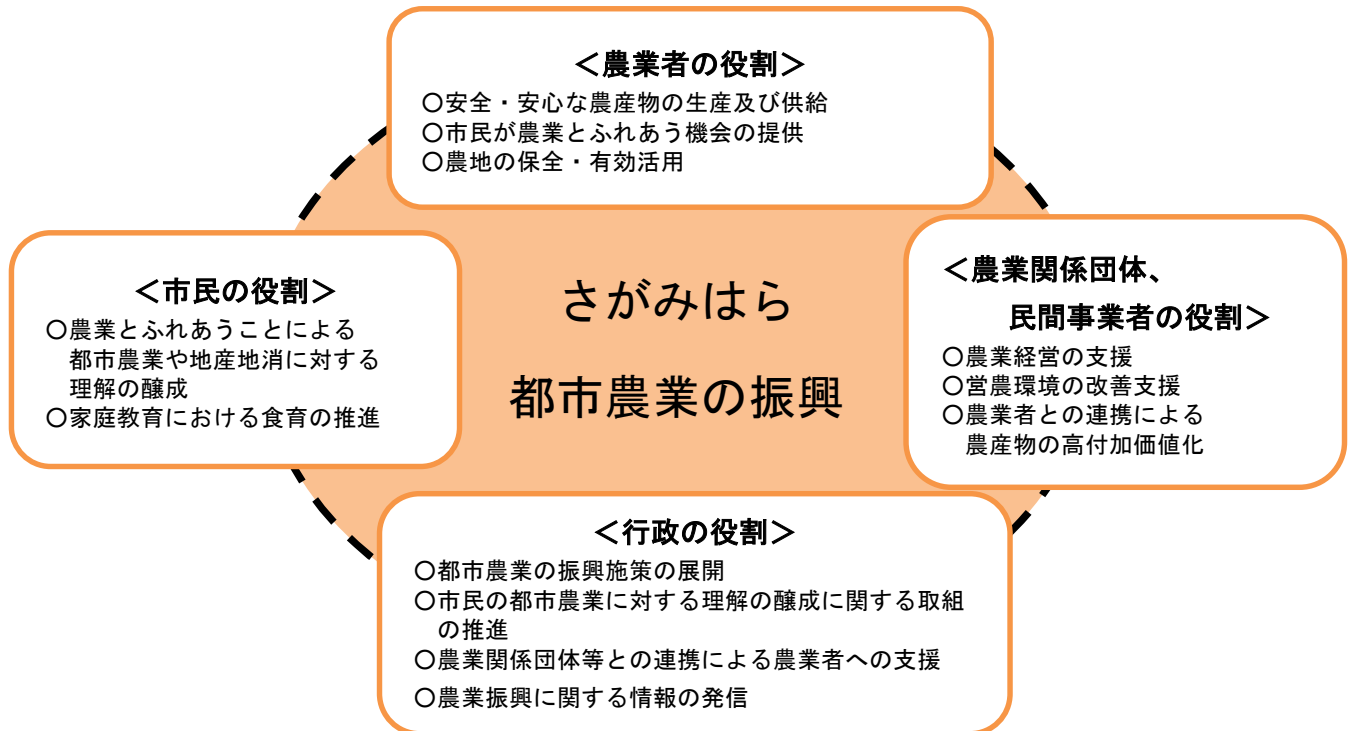 ＜農業者の役割＞
〇安全・安心な農産物の生産及び供給
〇市民が農業とふれあう機会の提供
〇農地の保全・有効活用
＜市民の役割＞
〇農業とふれあうことによる
都市農業や地産地消に対する
理解の醸成
〇家庭教育における食育の推進
さがみはら
都市農業の振興
＜農業関係団体、
民間事業者の役割＞
〇農業経営の支援
〇営農環境の改善支援
〇農業者との連携による
農産物の高付加価値化
＜行政の役割＞
〇都市農業の振興施策の展開
〇市民の都市農業に対する理解の醸成に関する取組
の推進
〇農業関係団体等との連携による農業者への支援
〇農業振興に関する情報の発信